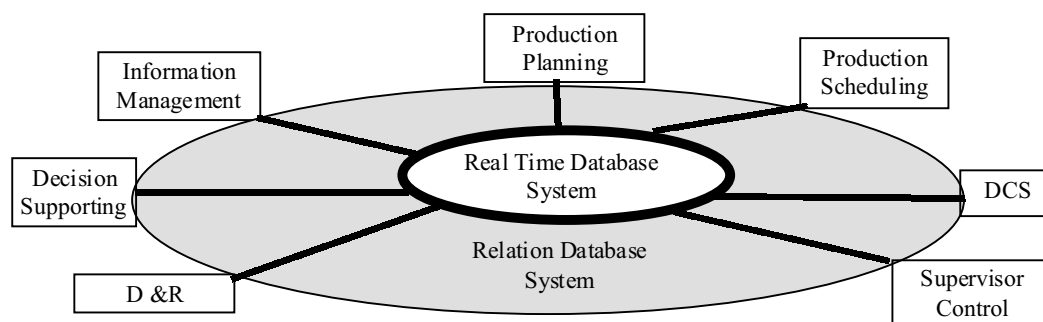 Production
Planning
Production
Scheduling
Information
Management
Real Time Database
System
Decision
Supporting
DCS
Relation Database
System
D &R
Supervisor
Control